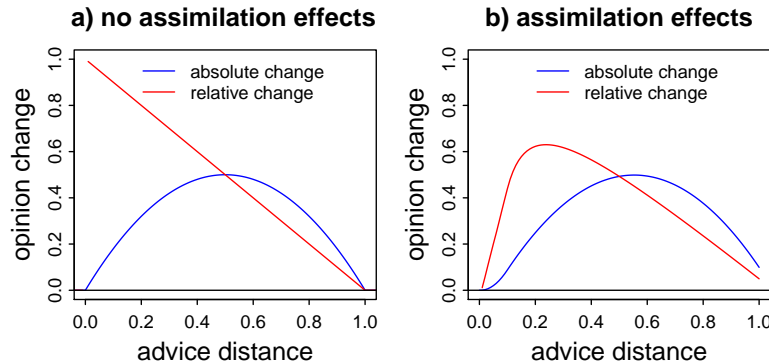 a) no assimilation effects
absolute change
relative change
opinion change
0.0 0.2 0.4 0.6 0.8 1.0
0.0 0.2 0.4 0.6 0.8 1.0
advice distance
b) assimilation effects
absolute change
relative change
opinion change
0.0 0.2 0.4 0.6 0.8 1.0
0.0 0.2 0.4 0.6 0.8 1.0
advice distance